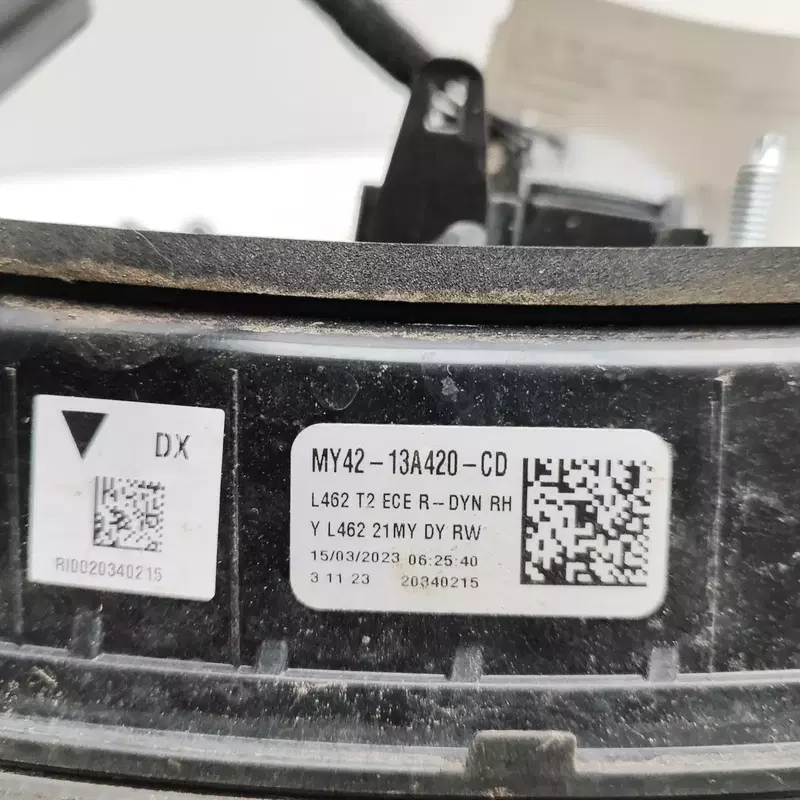 DX
RIDD20340215
MY42-13A420-CD
L462 T2 ECE R-DYN RH
Y L462 21MY DY RW
15/03/2023 06:25:40
3 11 23 20340215